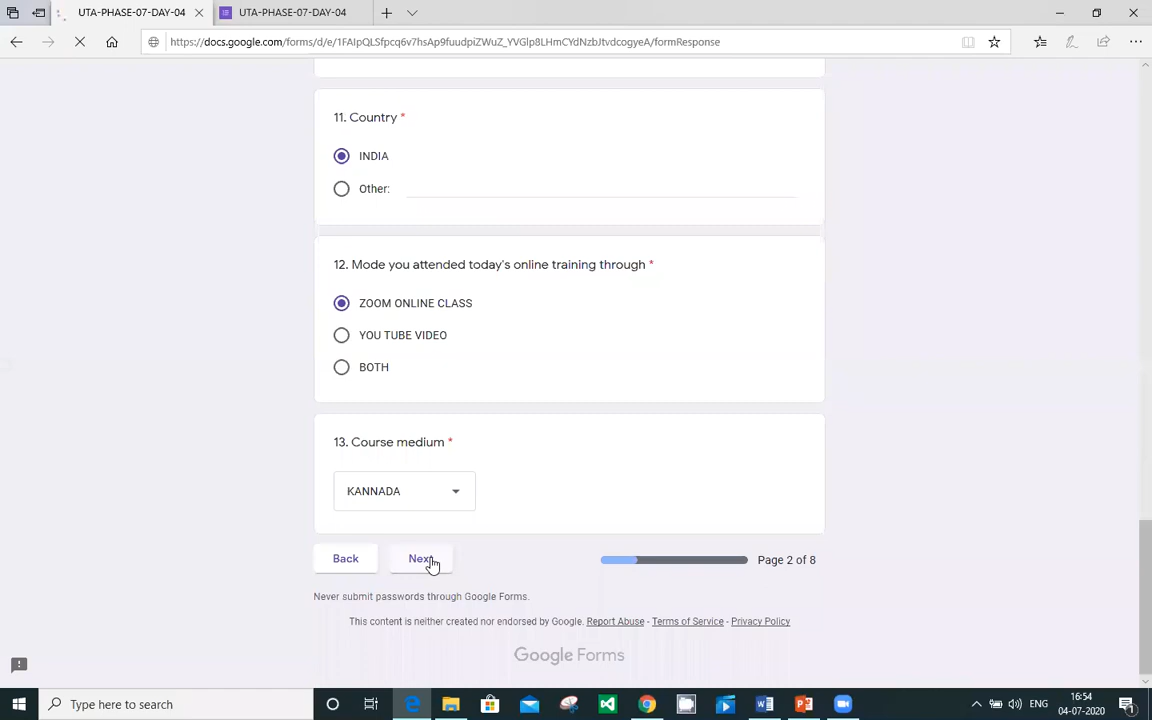 UTA-PHASE-07-DAY-04
UTA-PHASE-07-DAY-04
https://docs.google.com/forms/d/e/1FAIpQLSfpcq6v7hsAp9fuudpiZWuZ_YVGlp8LHmCYdNzbJtvdcogyeA/formResponse
11. Country *
INDIA
Other:
12. Mode you attended today's online training through *
ZOOM ONLINE CLASS
YOU TUBE VIDEO
BOTH
13. Course medium *
KANNADA
Back
Next
Page 2 of 8
Never submit passwords through Google Forms.
This content is neither created nor endorsed by Google. Report Abuse - Terms of Service - Privacy Policy
Google Forms
Type here to search
ENG
16:54
04-07-2020
1